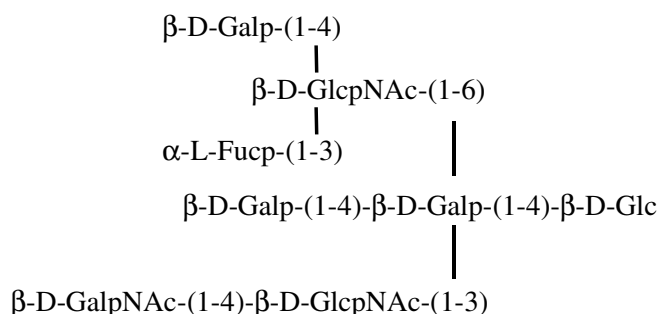 β-D-Galp-(1-4)
β-D-GlcpNAc-(1-6)
α-L-Fucp-(1-3)
β-D-Galp-(1-4)-β-D-Galp-(1-4)-β-D-Glc
β-D-GalpNAc-(1-4)-β-D-GlcpNAc-(1-3)